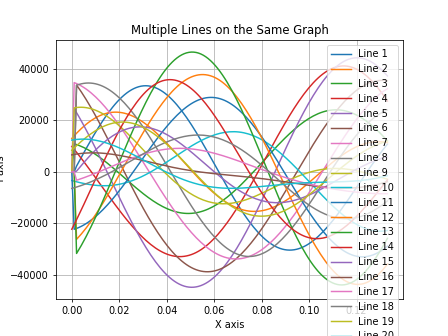 Multiple Lines on the Same Graph
40000
20000
0
−20000
−40000
0.00
0.02
0.04
0.06
0.08
0.10
X axis
Line 1
Line 2
Line 3
Line 4
Line 5
Line 6
Line 7
Line 8
Line 9
Line 10
Line 11
Line 12
Line 13
Line 14
Line 15
Line 16
Line 17
Line 18
Line 19
Line 20